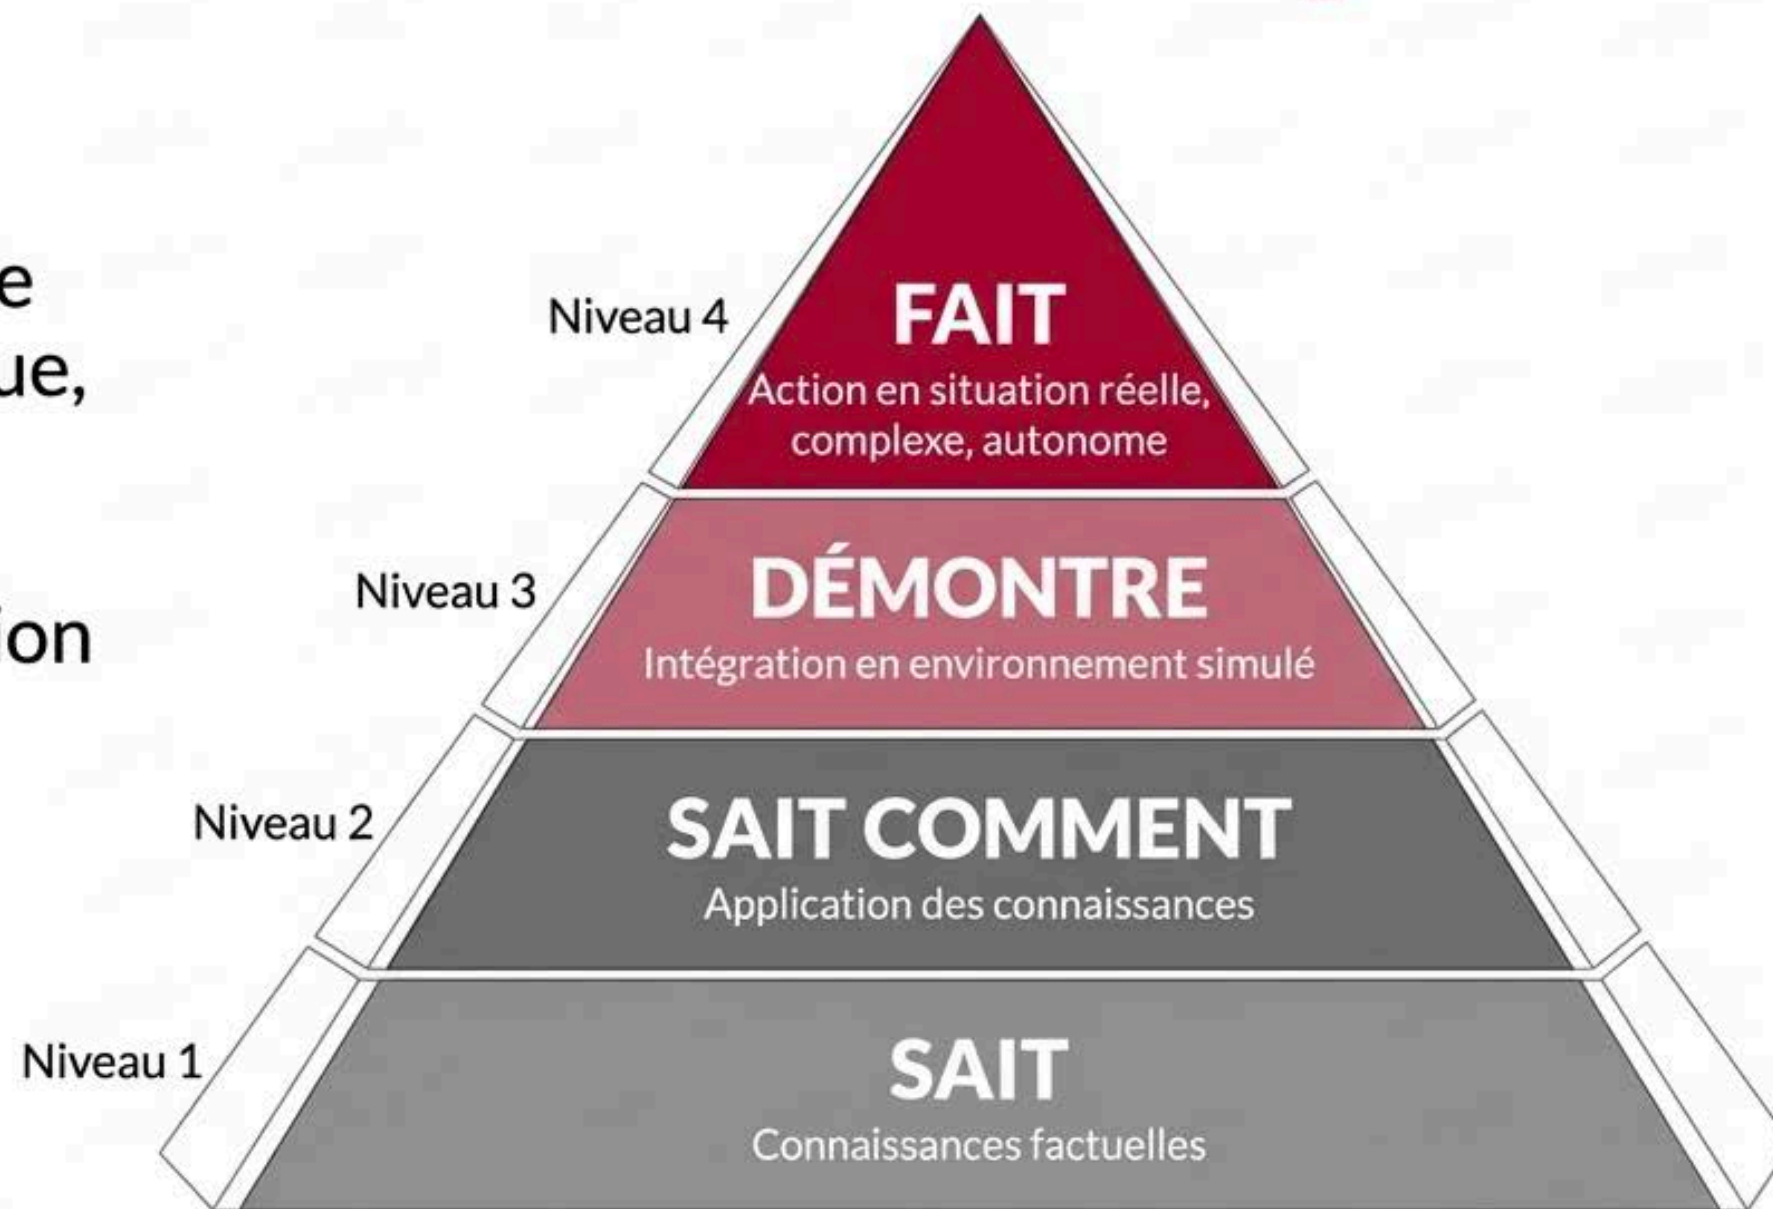 Niveau 4
FAIT
Action en situation réelle,
complexe, autonome
Niveau 3
DÉMONTRE
Intégration en environnement simulé
Niveau 2
SAIT COMMENT
Application des connaissances
Niveau 1
SAIT
Connaissances factuelles